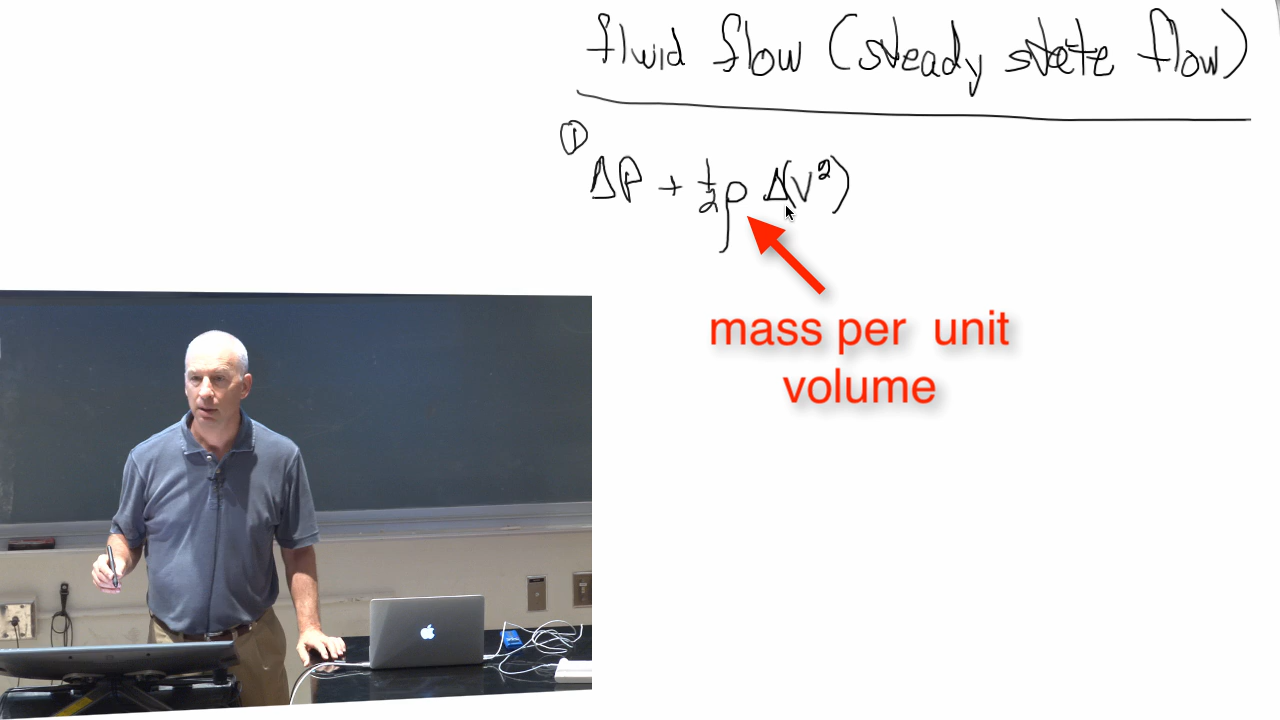 fluid flow (steady state flow)
①
ΔP + ½ρ Δ(V²)
mass per unit
volume